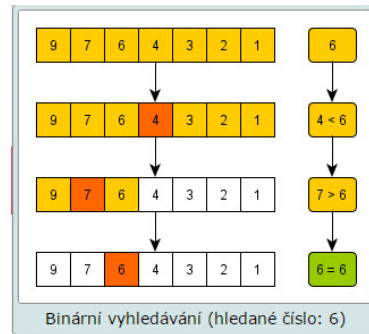 9 7 6 4 3 2 1 6
9 7 6 4 3 2 1 4 < 6
9 7 6 4 3 2 1 7 > 6
9 7 6 4 3 2 1 6 = 6
Binární vyhledávání (hledané číslo: 6)